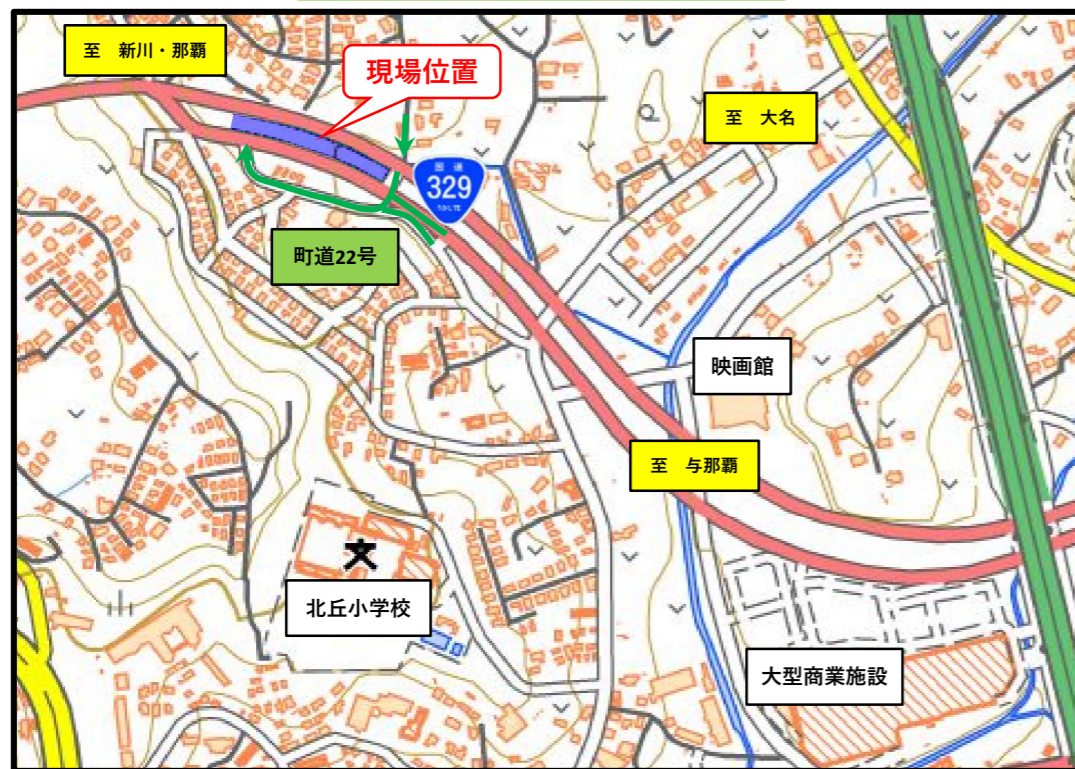 至 新川・那覇
現場位置
至 大名
国道
329
ROUTE
町道22号
映画館
至 与那覇
文
北丘小学校
大型商業施設